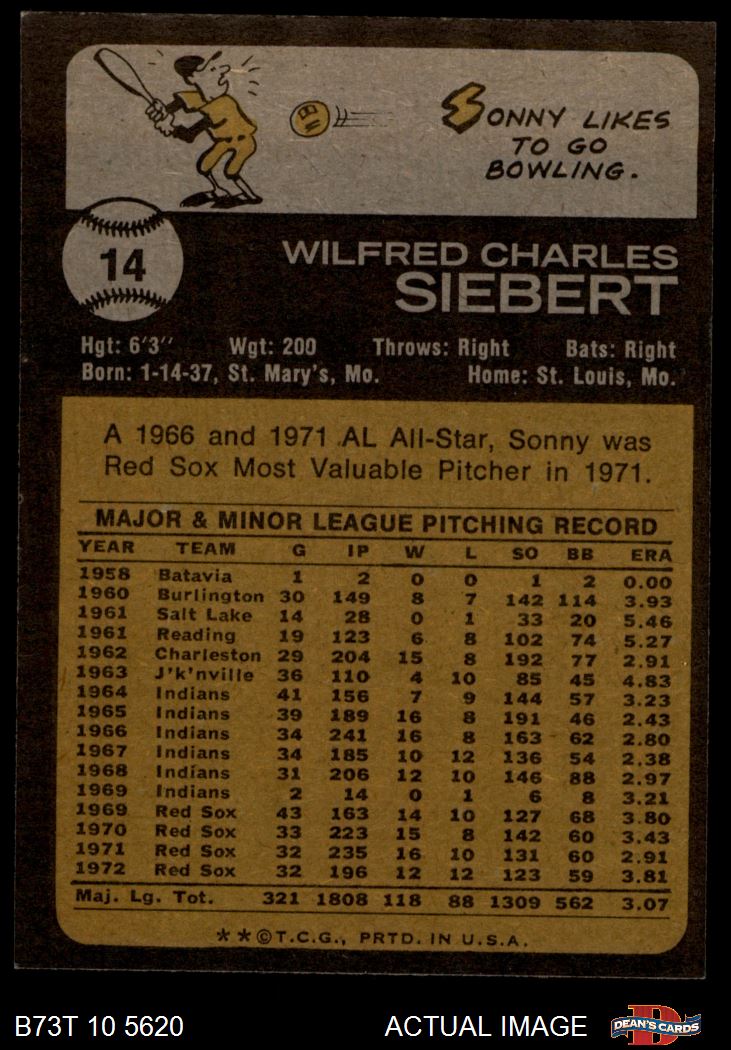 SONNY LIKES
TO GO
BOWLING.
14
WILFRED CHARLES
SIEBERT
Hgt: 6'3" Wgt: 200 Throws: Right Bats: Right
Born: 1-14-37, St. Mary's, Mo. Home: St. Louis, Mo.
A 1966 and 1971 AL All-Star, Sonny was
Red Sox Most Valuable Pitcher in 1971.
MAJOR & MINOR LEAGUE PITCHING RECORD
YEAR TEAM G IP W L SO BB ERA
1958 Batavia 1 2 0 0 1 2 0.00
1960 Burlington 30 149 8 7 142 114 3.93
1961 Salt Lake 14 28 0 1 33 20 5.46
1961 Reading 19 123 6 8 102 74 5.27
1962 Charleston 29 204 15 8 192 77 2.91
1963 J'k'nville 36 110 4 10 85 45 4.83
1964 Indians 41 156 7 9 144 57 3.23
1965 Indians 39 189 16 8 191 46 2.43
1966 Indians 34 241 16 8 163 62 2.80
1967 Indians 34 185 10 12 136 54 2.38
1968 Indians 31 206 12 10 146 88 2.97
1969 Indians 2 14 0 1 6 8 3.21
1969 Red Sox 43 163 14 10 127 68 3.80
1970 Red Sox 33 223 15 8 142 60 3.43
1971 Red Sox 32 235 16 10 131 60 2.91
1972 Red Sox 32 196 12 12 123 59 3.81
Maj. Lg. Tot. 321 1808 118 88 1309 562 3.07
**©T.C.G., PRTD. IN U.S.A.
B73T 10 5620 ACTUAL IMAGE DEAN'S CARDS